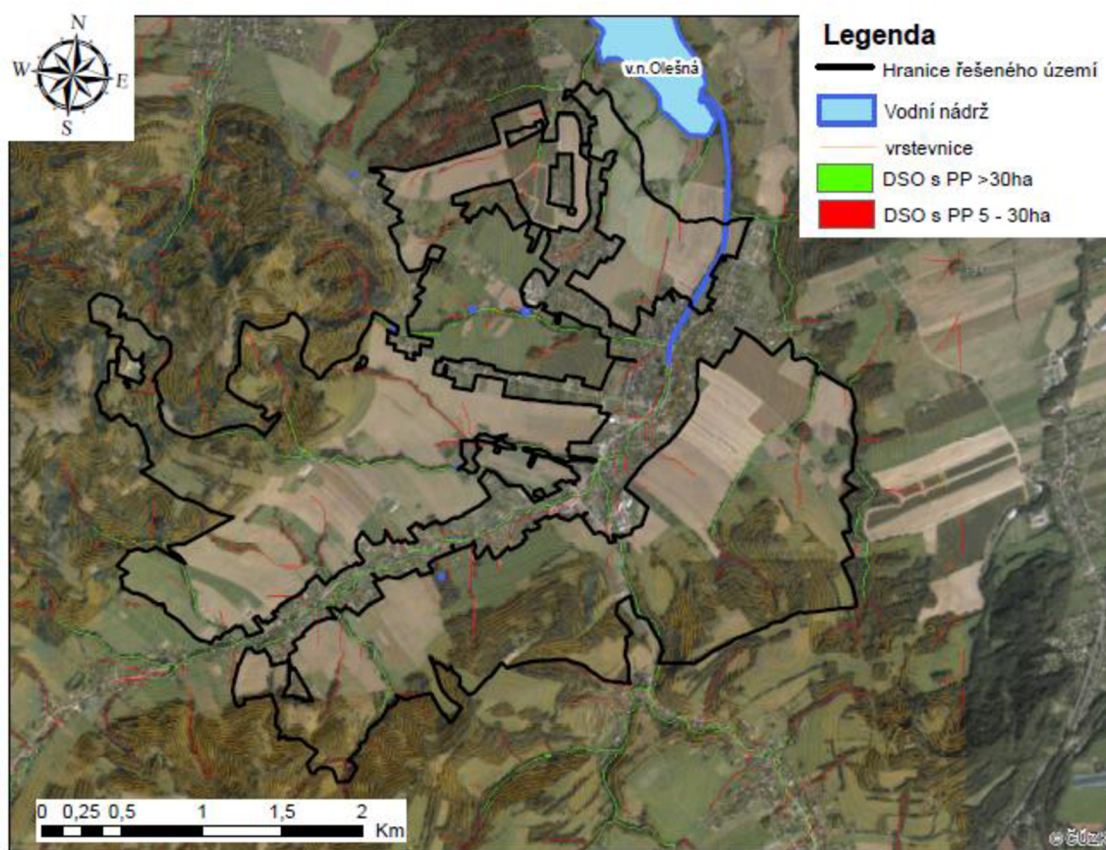 N
W
E
S
v.n.Olešná
Legenda
Hranice řešeného území
Vodní nádrž
vrstevnice
DSO s PP >30ha
DSO s PP 5 - 30ha
0 0,25 0,5 1 1,5 2
Km